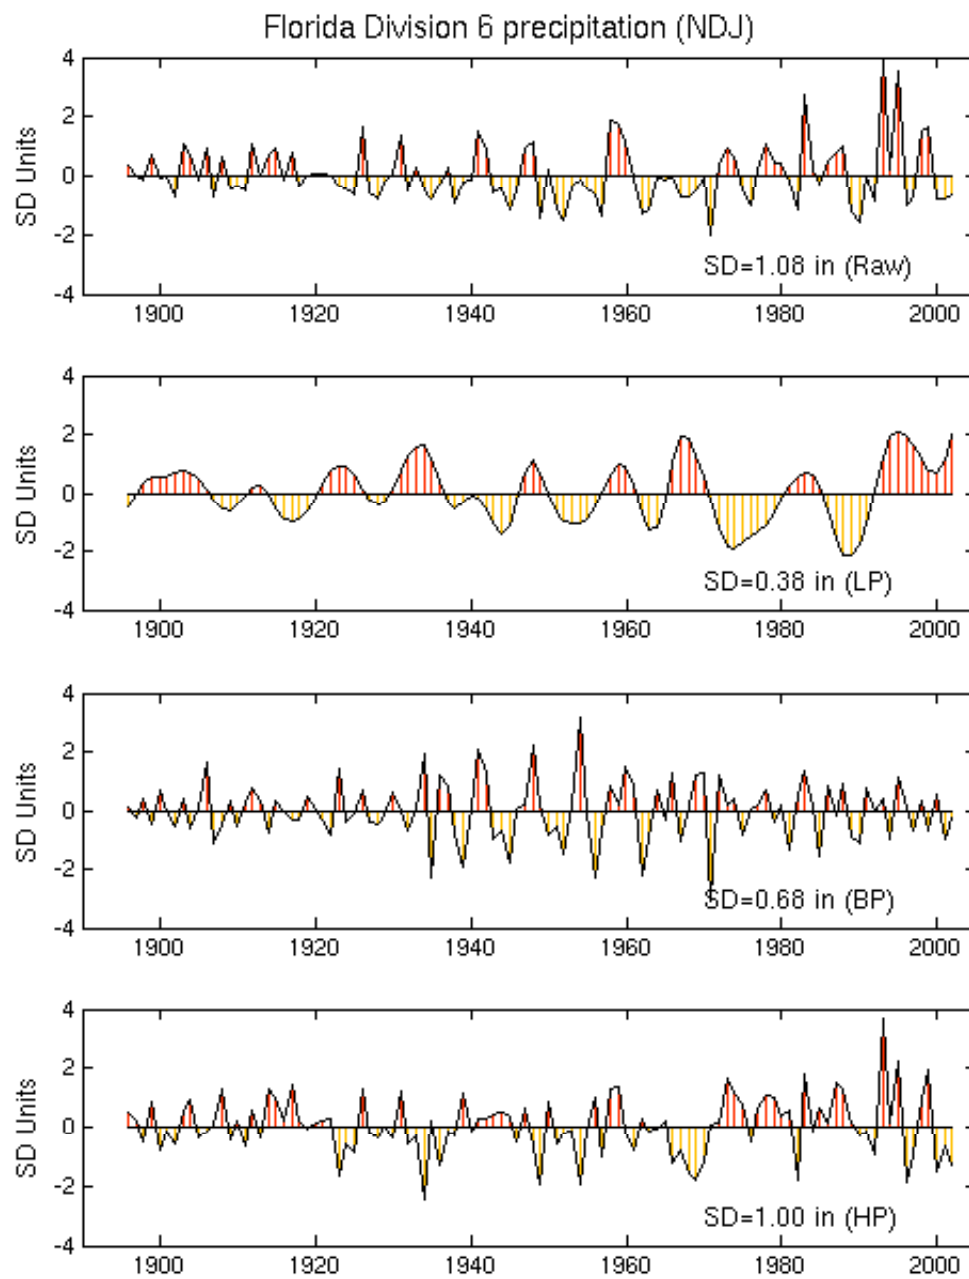 Florida Division 6 precipitation (NDJ)
4
2
0
-2
-4
SD Units
SD=1.08 in (Raw)
1900 1920 1940 1960 1980 2000
4
2
0
-2
-4
SD Units
SD=0.38 in (LP)
1900 1920 1940 1960 1980 2000
4
2
0
-2
-4
SD Units
SD=0.68 in (BP)
1900 1920 1940 1960 1980 2000
4
2
0
-2
-4
SD Units
SD=1.00 in (HP)
1900 1920 1940 1960 1980 2000